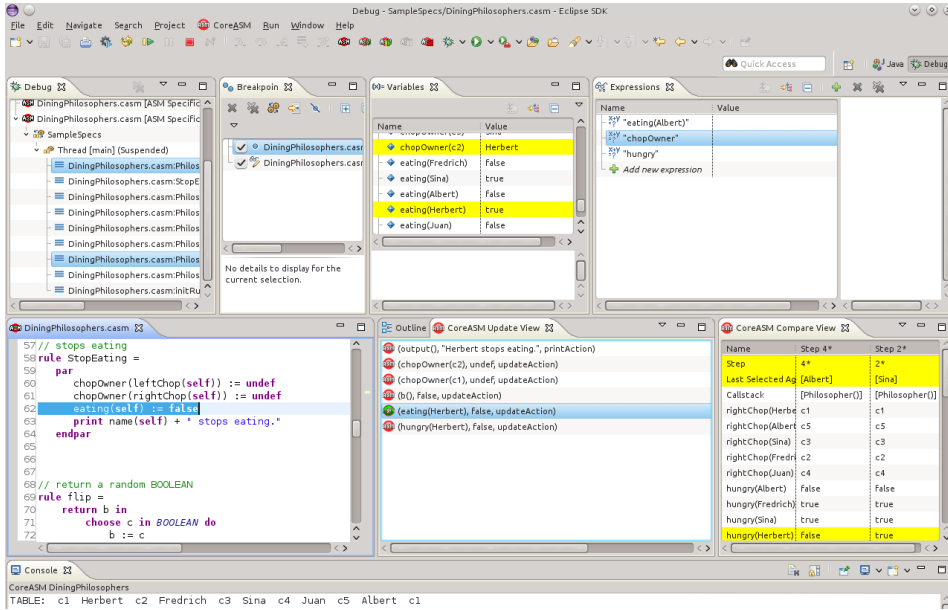 Debug - SampleSpecs/DiningPhilosophers.casm - Eclipse SDK
File Edit Navigate Search Project CoreASM Run Window Help
Quick Access
Java
Debug
Debug
DiningPhilosophers.casm [ASM Specific
DiningPhilosophers.casm [ASM Specific
SampleSpecs
Thread [main] (Suspended)
DiningPhilosophers.casm:Philos
DiningPhilosophers.casm:StopE
DiningPhilosophers.casm:Philos
DiningPhilosophers.casm:Philos
DiningPhilosophers.casm:Philos
DiningPhilosophers.casm:Philos
DiningPhilosophers.casm:Philos
DiningPhilosophers.casm:Philos
DiningPhilosophers.casm:initRu
Breakpoin
DiningPhilosophers.casr
DiningPhilosophers.casr
No details to display for the
current selection.
Variables
Name Value
chopOwner(c2) Herbert
eating(Fredrich) false
eating(Sina) true
eating(Albert) false
eating(Herbert) true
eating(Juan) false
Expressions
Name Value
"eating(Albert)"
"chopOwner"
"hungry"
Add new expression
DiningPhilosophers.casm
57 // stops eating
58 rule StopEating =
59 par
60 chopOwner(leftChop(self)) := undef
61 chopOwner(rightChop(self)) := undef
62 eating(self) := false
63 print name(self) + " stops eating."
64 endpar
65
66
67
68 // return a random BOOLEAN
69 rule flip =
70 return b in
71 choose c in BOOLEAN do
72 b := c
Outline CoreASM Update View
(output(), "Herbert stops eating.", printAction)
(chopOwner(c2), undef, updateAction)
(chopOwner(c1), undef, updateAction)
(b(), false, updateAction)
(eating(Herbert), false, updateAction)
(hungry(Herbert), false, updateAction)
CoreASM Compare View
Name Step 4* Step 2*
Step 4* 2*
Last Selected Ag [Albert] [Sina]
Callstack [Philosopher()] [Philosopher()]
rightChop(Herbe c1 c1
rightChop(Albert c5 c5
rightChop(Sina) c3 c3
rightChop(Fredri c2 c2
rightChop(Juan) c4 c4
hungry(Albert) false false
hungry(Fredrich) true true
hungry(Sina) true true
hungry(Herbert) false true
Console
CoreASM DiningPhilosophers
TABLE: c1 Herbert c2 Fredrich c3 Sina c4 Juan c5 Albert c1